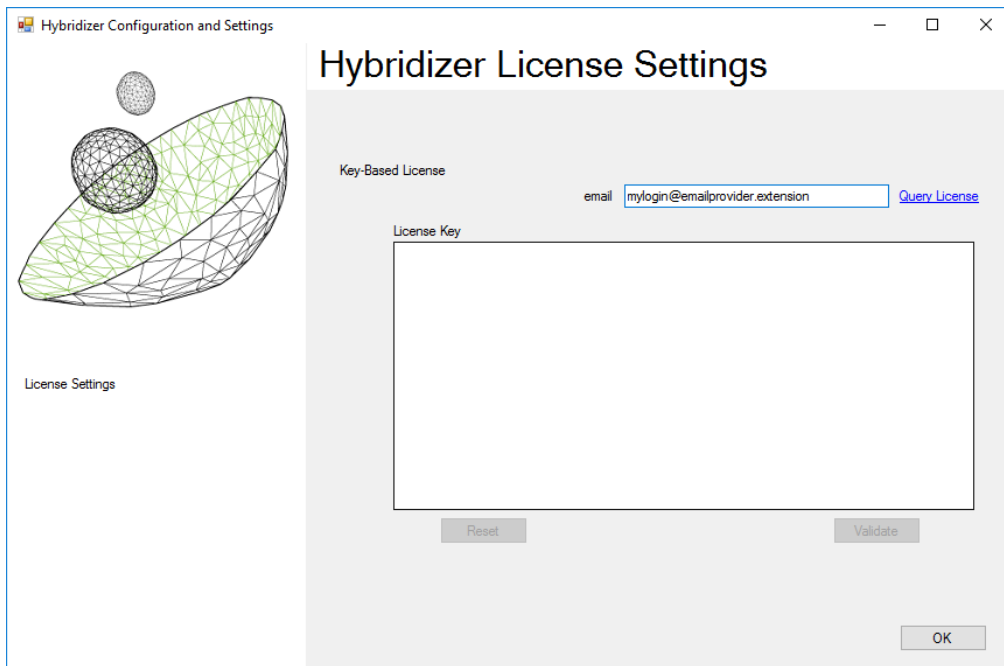 Hybridizer Configuration and Settings
Hybridizer License Settings
Key-Based License
email mylogin@emailprovider.extension Query License
License Key
License Settings
Reset Validate
OK